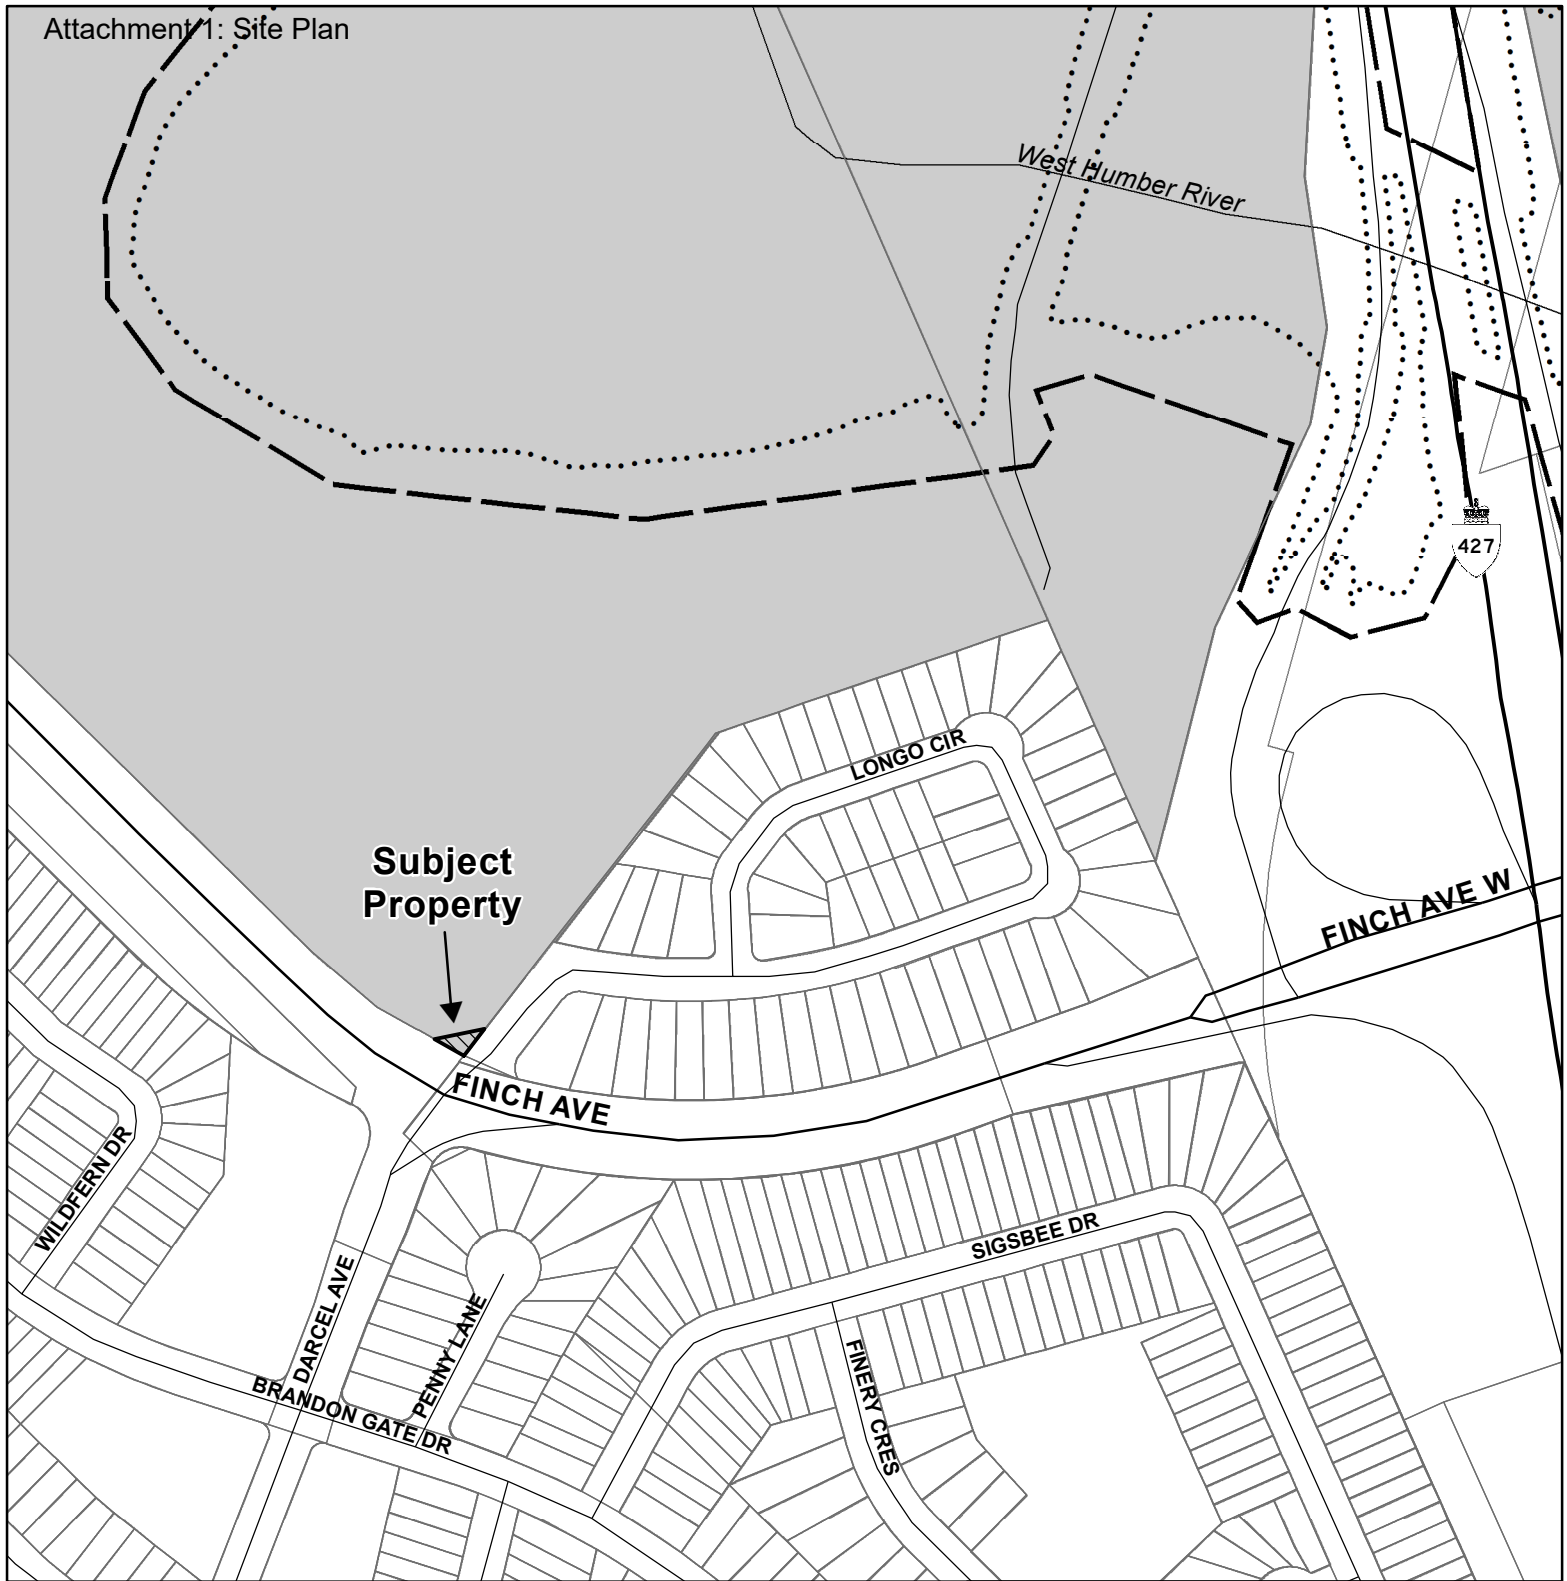 Attachment 1: Site Plan
West Humber River
427
LONGO CIR
Subject
Property
FINCH AVE W
FINCH AVE
WILDFERN DR
SIGSBEE DR
DARCEL AVE
PENNY LANE
FINERY CRES
BRANDON GATE DR